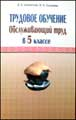 ТРУДОВОЕ ОБУЧЕНИЕ
Обслуживающий труд
в 5 классе